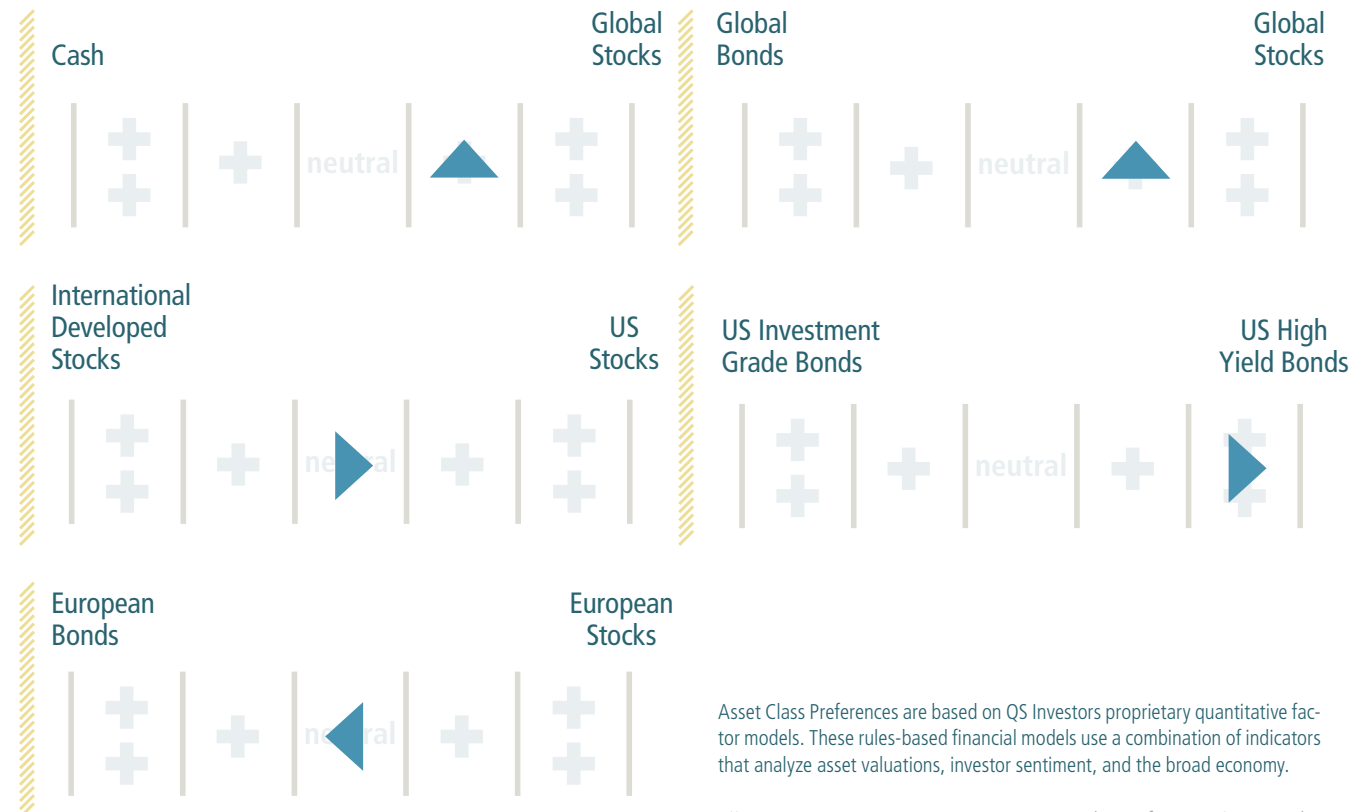 Cash
Global
Stocks
neutral
Global
Bonds
Global
Stocks
neutral
International
Developed
Stocks
US
Stocks
US Investment
Grade Bonds
US High
Yield Bonds
neutral
European
Bonds
European
Stocks
Asset Class Preferences are based on QS Investors proprietary quantitative fac-
tor models. These rules-based financial models use a combination of indicators
that analyze asset valuations, investor sentiment, and the broad economy.